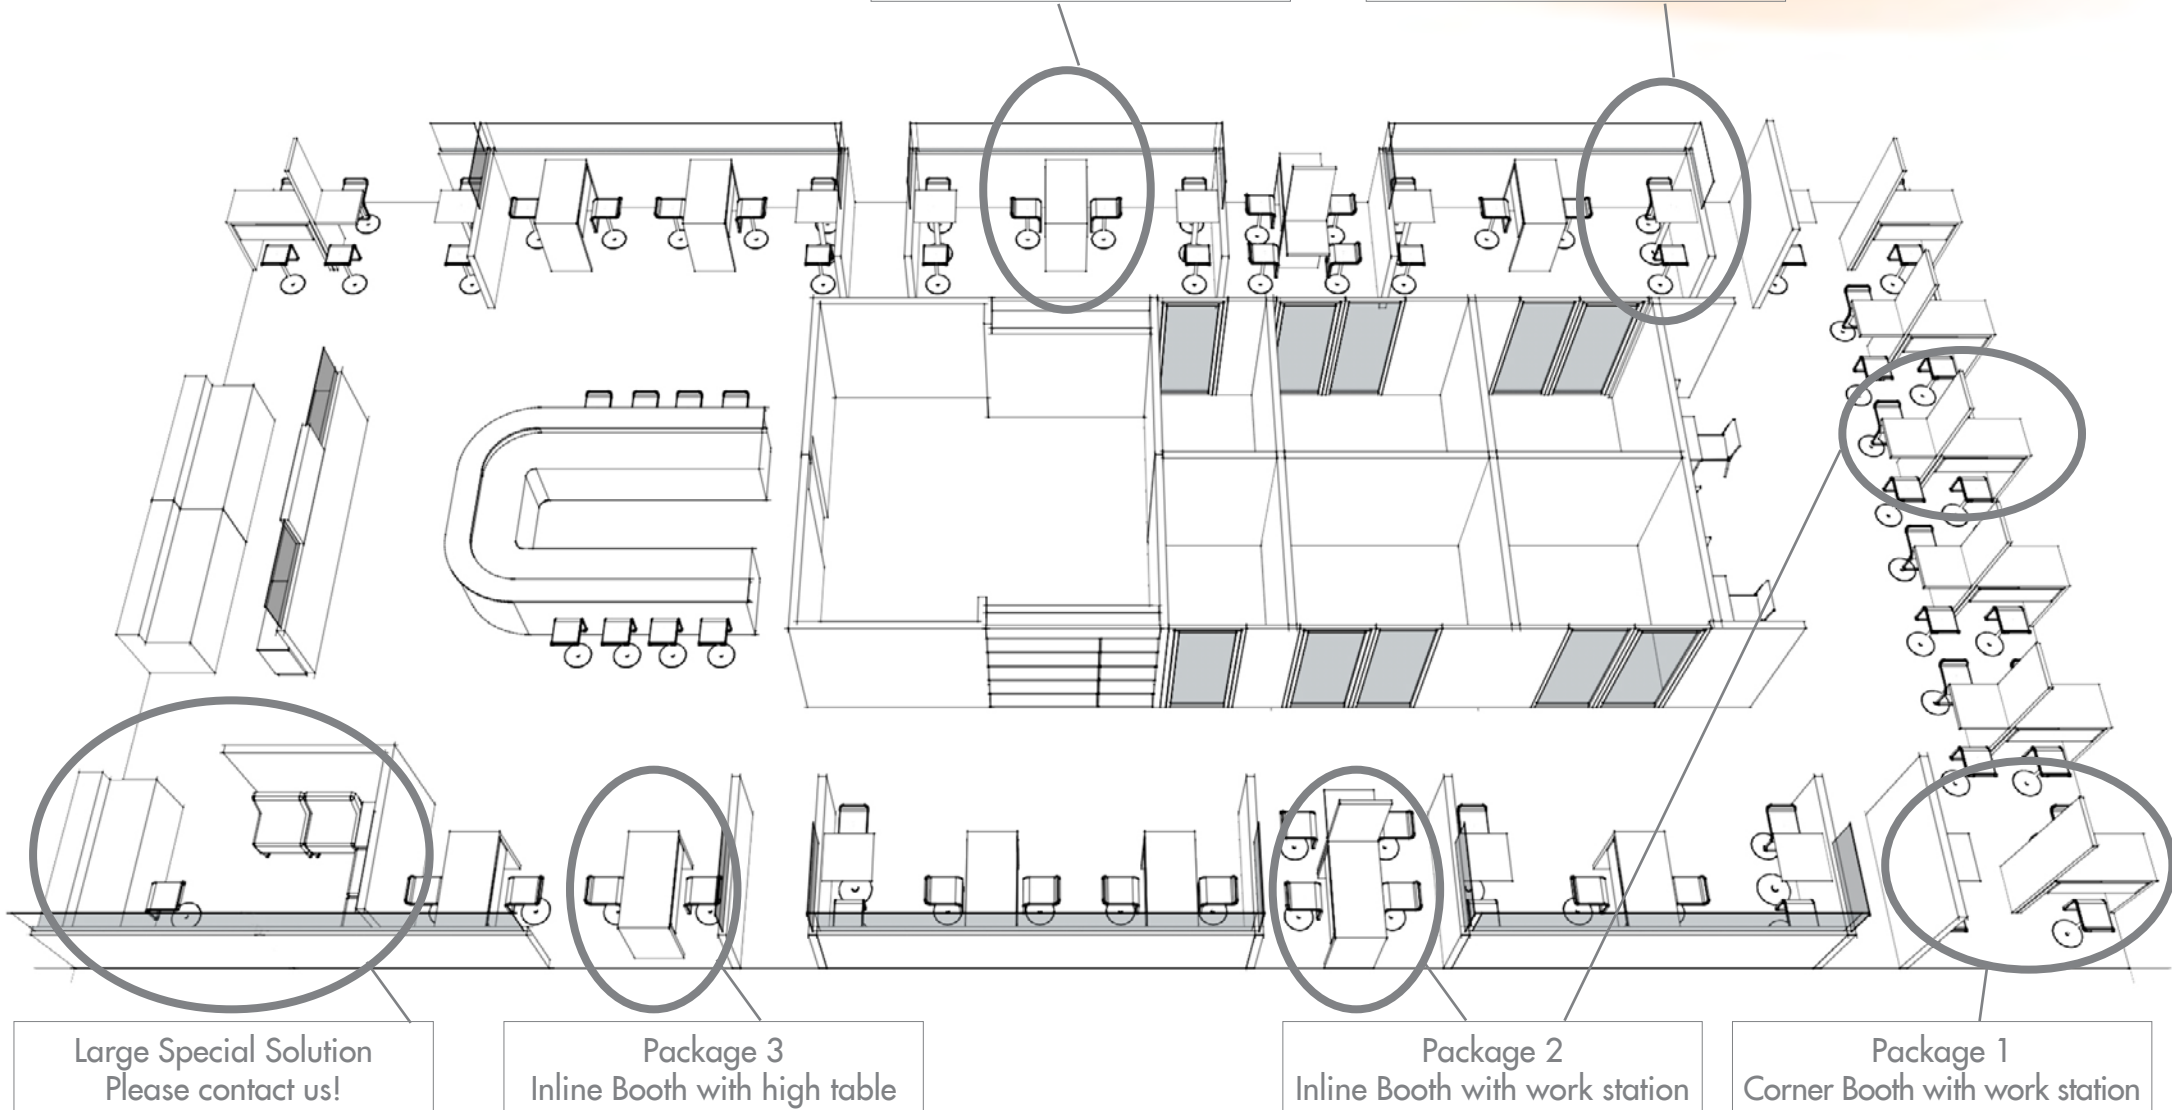 Large Special Solution
Please contact us!
Package 3
Inline Booth with high table
Package 2
Inline Booth with work station
Package 1
Corner Booth with work station